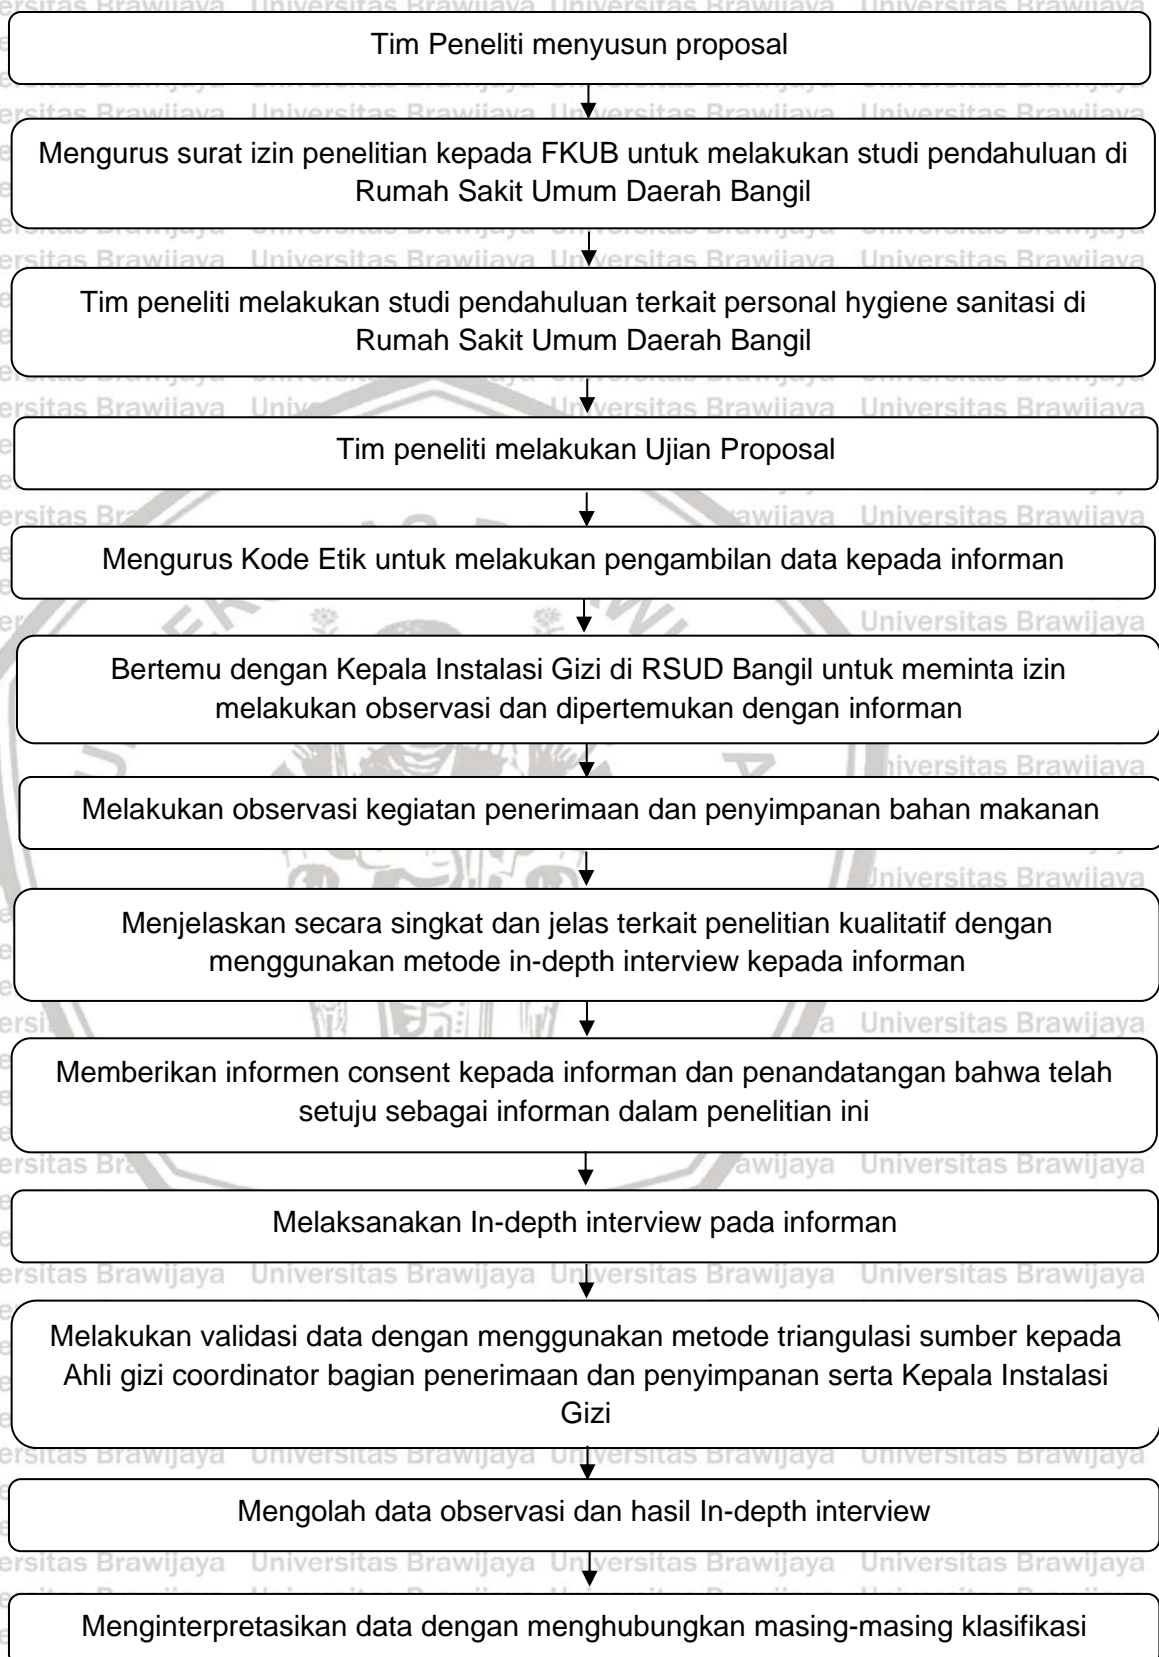 Tim Peneliti menyusun proposal
Mengurus surat izin penelitian kepada FKUB untuk melakukan studi pendahuluan di
Rumah Sakit Umum Daerah Bangil
Tim peneliti melakukan studi pendahuluan terkait personal hygiene sanitasi di
Rumah Sakit Umum Daerah Bangil
Tim peneliti melakukan Ujian Proposal
Mengurus Kode Etik untuk melakukan pengambilan data kepada informan
Bertemu dengan Kepala Instalasi Gizi di RSUD Bangil untuk meminta izin
melakukan observasi dan dipertemukan dengan informan
Melakukan observasi kegiatan penerimaan dan penyimpanan bahan makanan
Menjelaskan secara singkat dan jelas terkait penelitian kualitatif dengan
menggunakan metode in-depth interview kepada informan
Memberikan informen consent kepada informan dan penandatangan bahwa telah
setuju sebagai informan dalam penelitian ini
Melaksanakan In-depth interview pada informan
Melakukan validasi data dengan menggunakan metode triangulasi sumber kepada
Ahli gizi coordinator bagian penerimaan dan penyimpanan serta Kepala Instalasi
Gizi
Mengolah data observasi dan hasil In-depth interview
Menginterpretasikan data dengan menghubungkan masing-masing klasifikasi